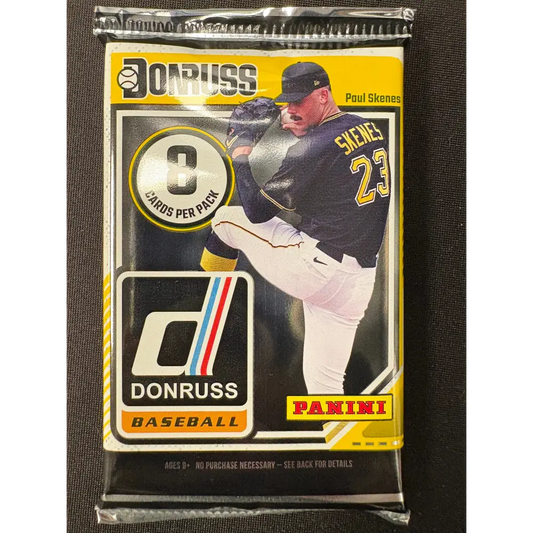 DONRUSS
Paul Skenes
8
CARDS PER PACK
SKENES
23
d
DONRUSS
BASEBALL
PANINI
AGES 9+ NO PURCHASE NECESSARY – SEE BACK FOR DETAILS